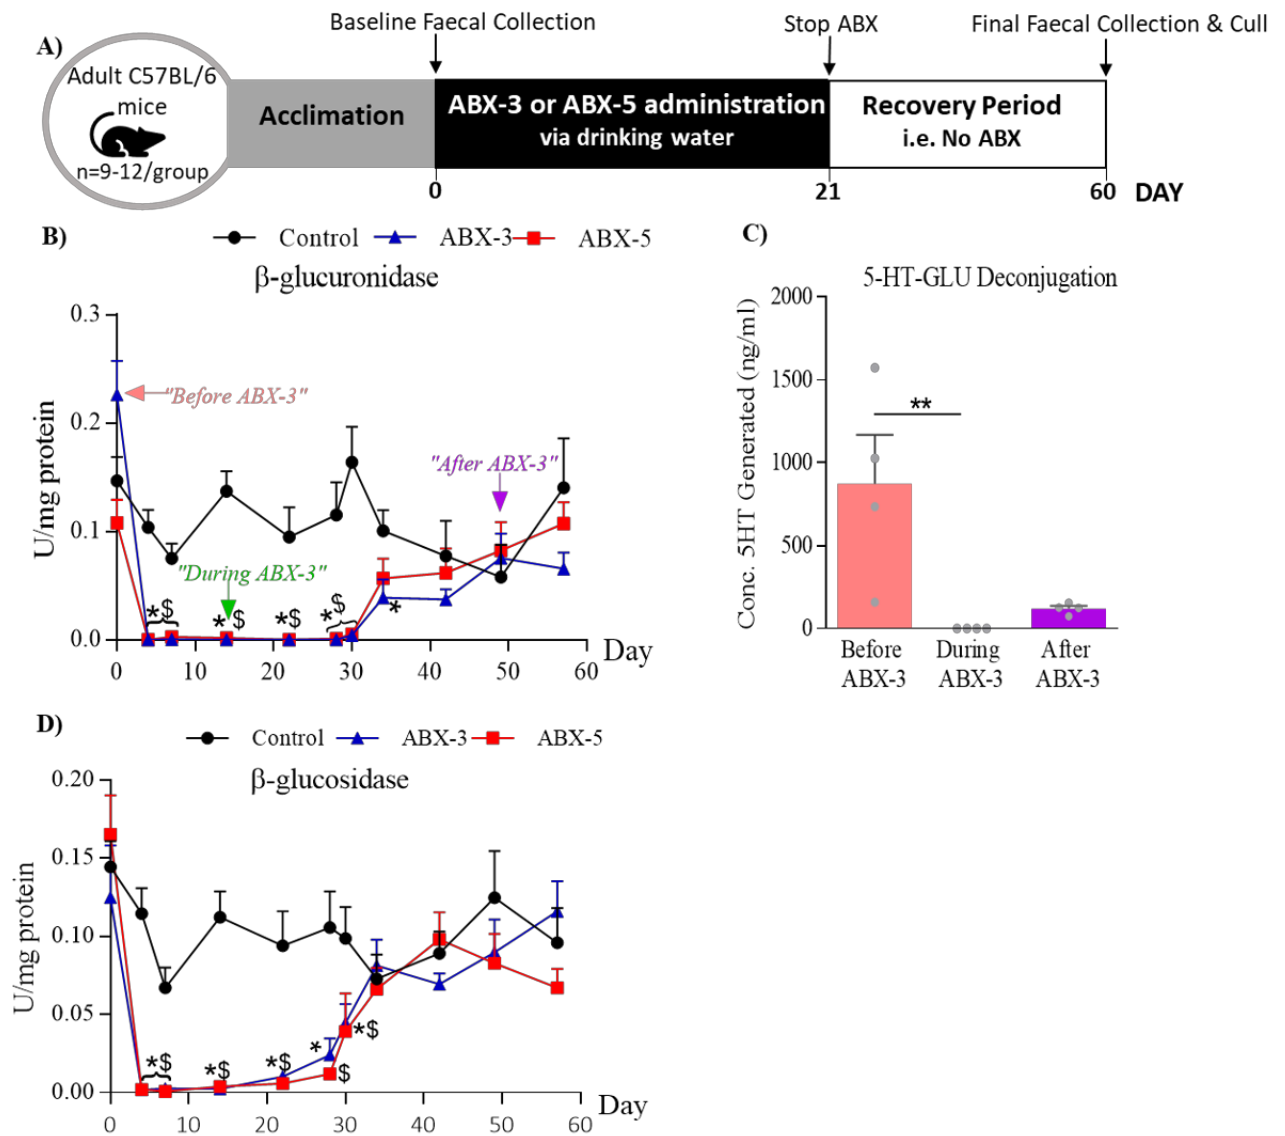 A)
Baseline Faecal Collection
Stop ABX
Final Faecal Collection & Cull
Adult C57BL/6
mice
n=9-12/group
Acclimation
ABX-3 or ABX-5 administration
via drinking water
Recovery Period
i.e. No ABX
0
21
60
DAY
B)
Control
ABX-3
ABX-5
β-glucuronidase
U/mg protein
0.3
0.2
0.1
0.0
"Before ABX-3"
"During ABX-3"
"After ABX-3"
*$
*$
*$
*$
*
0 10 20 30 40 50 60
Day
C)
5-HT-GLU Deconjugation
Conc. 5HT Generated (ng/ml)
2000
1500
1000
500
0
**
Before
ABX-3
During
ABX-3
After
ABX-3
D)
Control
ABX-3
ABX-5
β-glucosidase
U/mg protein
0.20
0.15
0.10
0.05
0.00
*$
*$
*$
*
$
*$
0 10 20 30 40 50 60
Day